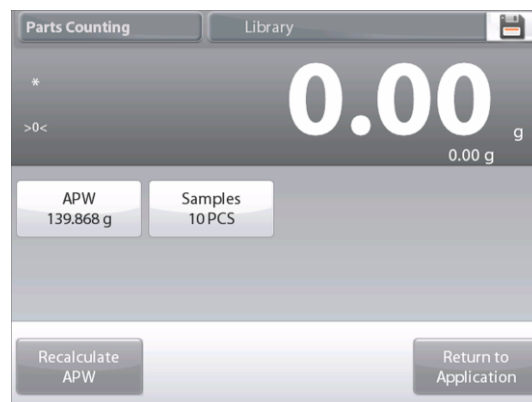 Parts Counting
Library
*
0.00
>0<
g
0.00 g
APW
139.868 g
Samples
10 PCS
Recalculate
APW
Return to
Application